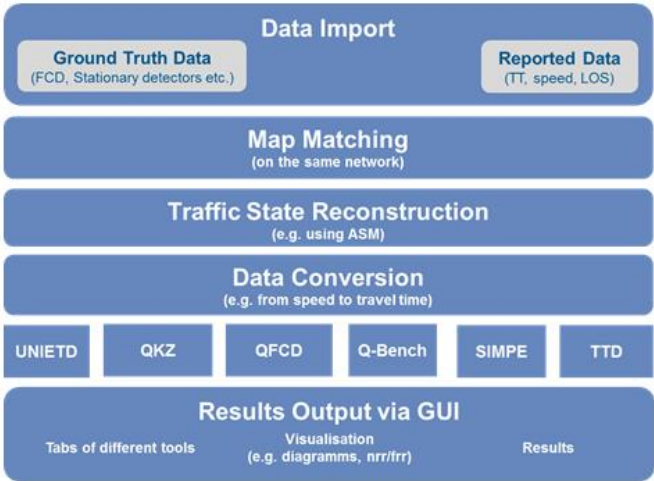 Data Import
Ground Truth Data
(FCD, Stationary detectors etc.)
Reported Data
(TT, speed, LOS)
Map Matching
(on the same network)
Traffic State Reconstruction
(e.g. using ASM)
Data Conversion
(e.g. from speed to travel time)
UNIETD
QKZ
QFCD
Q-Bench
SIMPE
TTD
Results Output via GUI
Tabs of different tools
Visualisation
(e.g. diagramms, nrr/frr)
Results